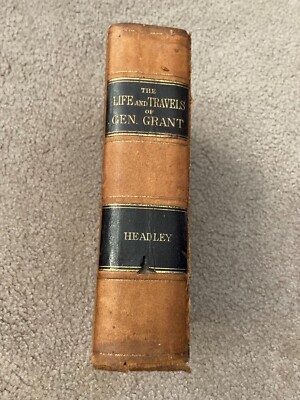 THE
LIFE AND TRAVELS
OF
GEN. GRANT
HEADLEY